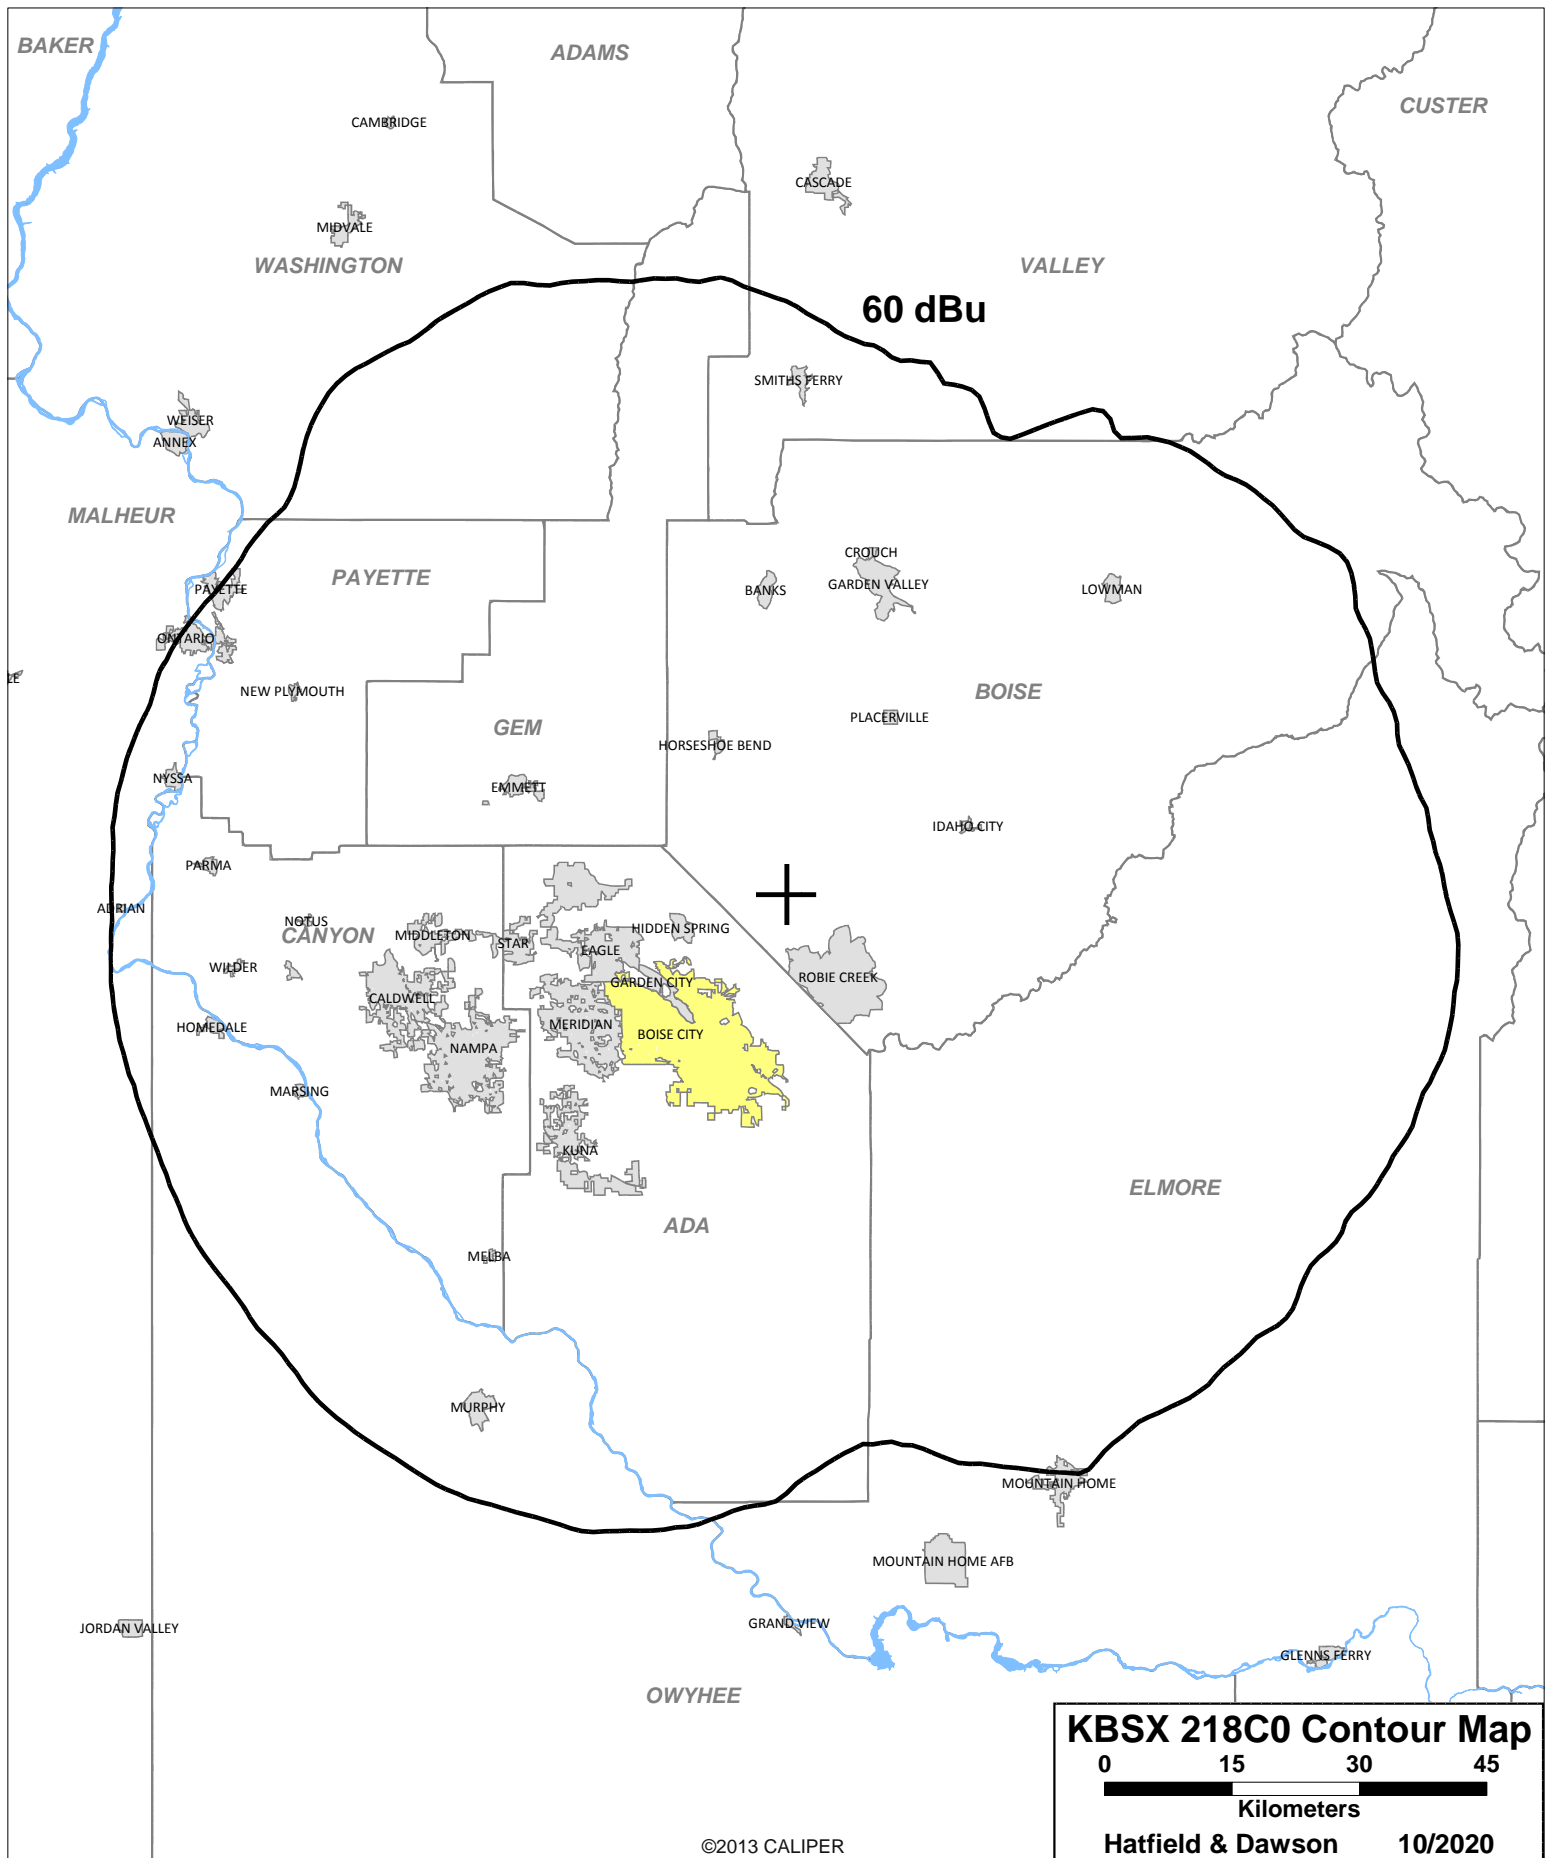 BAKER
ADAMS
CUSTER
CAMBRIDGE
CASCADE
MIDVALE
WASHINGTON
VALLEY
60 dBu
SMITHS FERRY
WEISER
ANNEX
MALHEUR
CROUCH
PAYETTE
PAYETTE
BANKS
GARDEN VALLEY
LOWMAN
ONTARIO
LE
NEW PLYMOUTH
BOISE
PLACERVILLE
GEM
HORSESHOE BEND
NYSSA
EMMETT
IDAHO CITY
PARMA
ADRIAN
NOTUS
CANYON
MIDDLETON
STAR
EAGLE
HIDDEN SPRING
WILDER
ROBIE CREEK
GARDEN CITY
CALDWELL
HOMEDALE
MERIDIAN
BOISE CITY
NAMPA
MARSING
KUNA
ELMORE
ADA
MELBA
MURPHY
MOUNTAIN HOME
MOUNTAIN HOME AFB
JORDAN VALLEY
GRAND VIEW
GLENNS FERRY
OWYHEE
KBSX 218C0 Contour Map
0 15 30 45
Kilometers
Hatfield & Dawson 10/2020
©2013 CALIPER